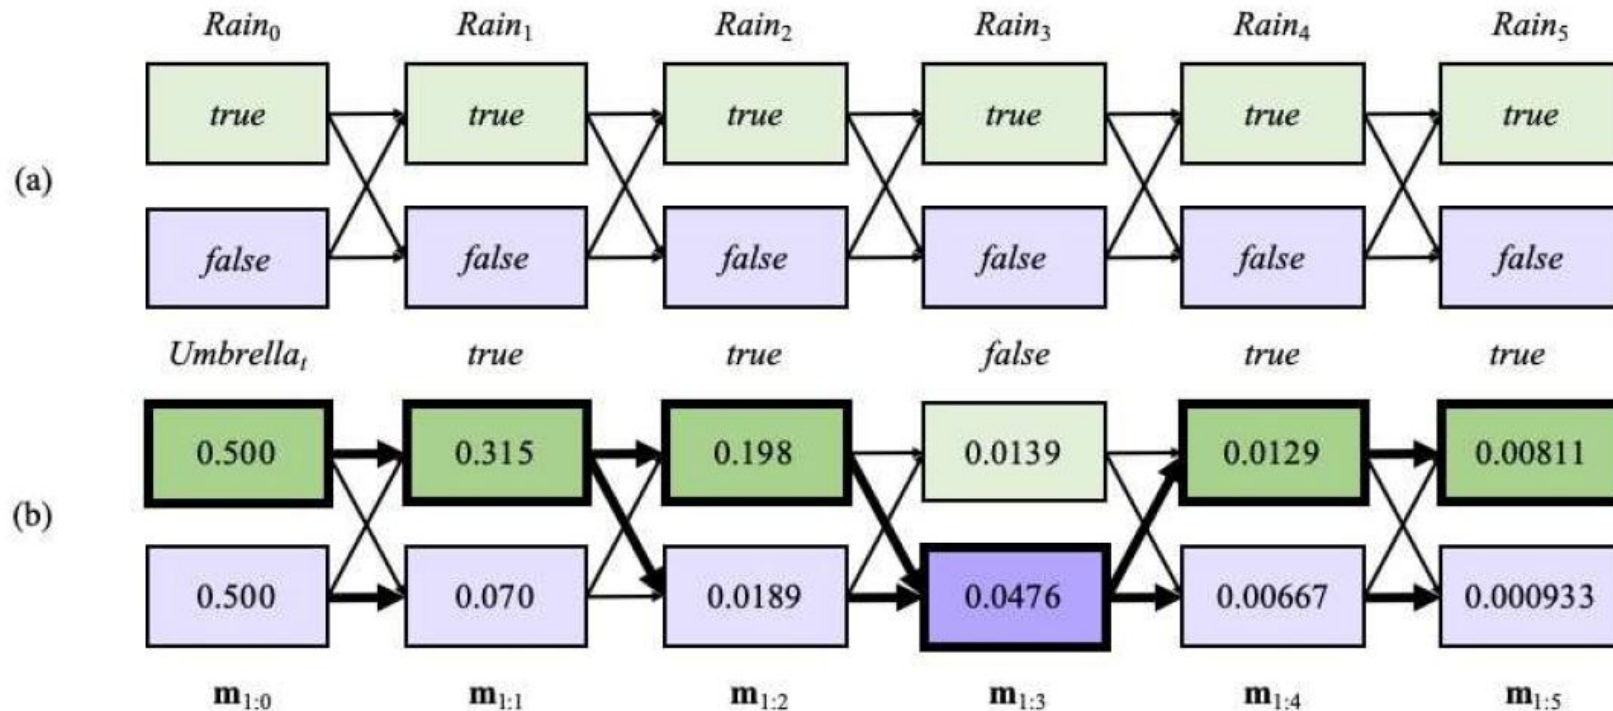 Rain₀ Rain₁ Rain₂ Rain₃ Rain₄ Rain₅
true true true true true true
(a)
false false false false false false
Umbrellaₜ true true false true true
0.500 0.315 0.198 0.0139 0.0129 0.00811
(b)
0.500 0.070 0.0189 0.0476 0.00667 0.000933
m₁:₀ m₁:₁ m₁:₂ m₁:₃ m₁:₄ m₁:₅